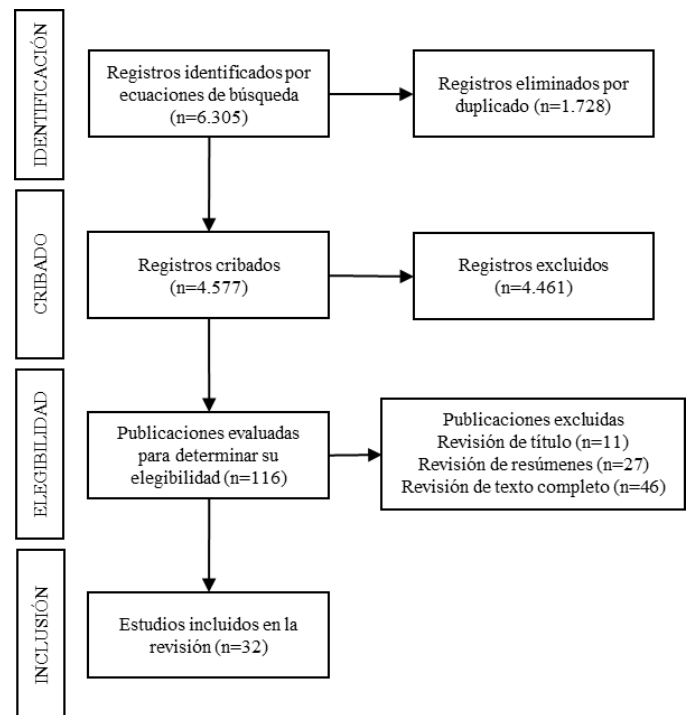 IDENTIFICACIÓN
Registros identificados por
ecuaciones de búsqueda
(n=6.305)
Registros eliminados por
duplicado (n=1.728)
CRIBADO
Registros cribados
(n=4.577)
Registros excluidos
(n=4.461)
ELEGIBILIDAD
Publicaciones evaluadas
para determinar su
elegibilidad (n=116)
Publicaciones excluidas
Revisión de título (n=11)
Revisión de resúmenes (n=27)
Revisión de texto completo (n=46)
INCLUSIÓN
Estudios incluidos en la
revisión (n=32)